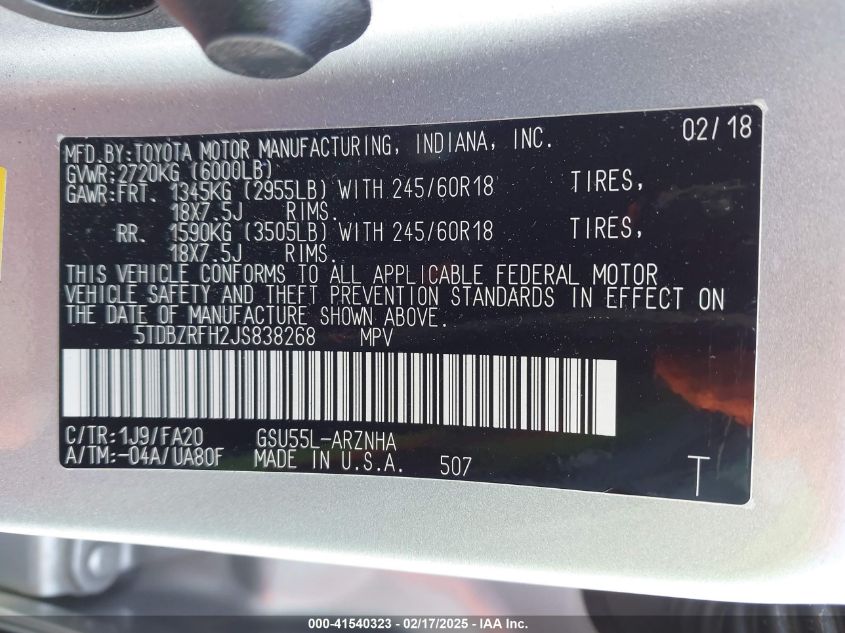 MFD.BY:TOYOTA MOTOR MANUFACTURING, INDIANA, INC. 02/18
GVWR:2720KG (6000LB)
GAWR:FRT. 1345KG (2955LB) WITH 245/60R18 TIRES,
18X7.5J RIMS.
RR. 1590KG (3505LB) WITH 245/60R18 TIRES,
18X7.5J RIMS.
THIS VEHICLE CONFORMS TO ALL APPLICABLE FEDERAL MOTOR
VEHICLE SAFETY AND THEFT PREVENTION STANDARDS IN EFFECT ON
THE DATE OF MANUFACTURE SHOWN ABOVE.
5TDBZRFH2JS838268 MPV
C/TR:1J9/FA20 GSU55L-ARZNHA
A/TM:-04A/UA80F MADE IN U.S.A. 507 T
000-41540323 - 02/17/2025 - IAA Inc.